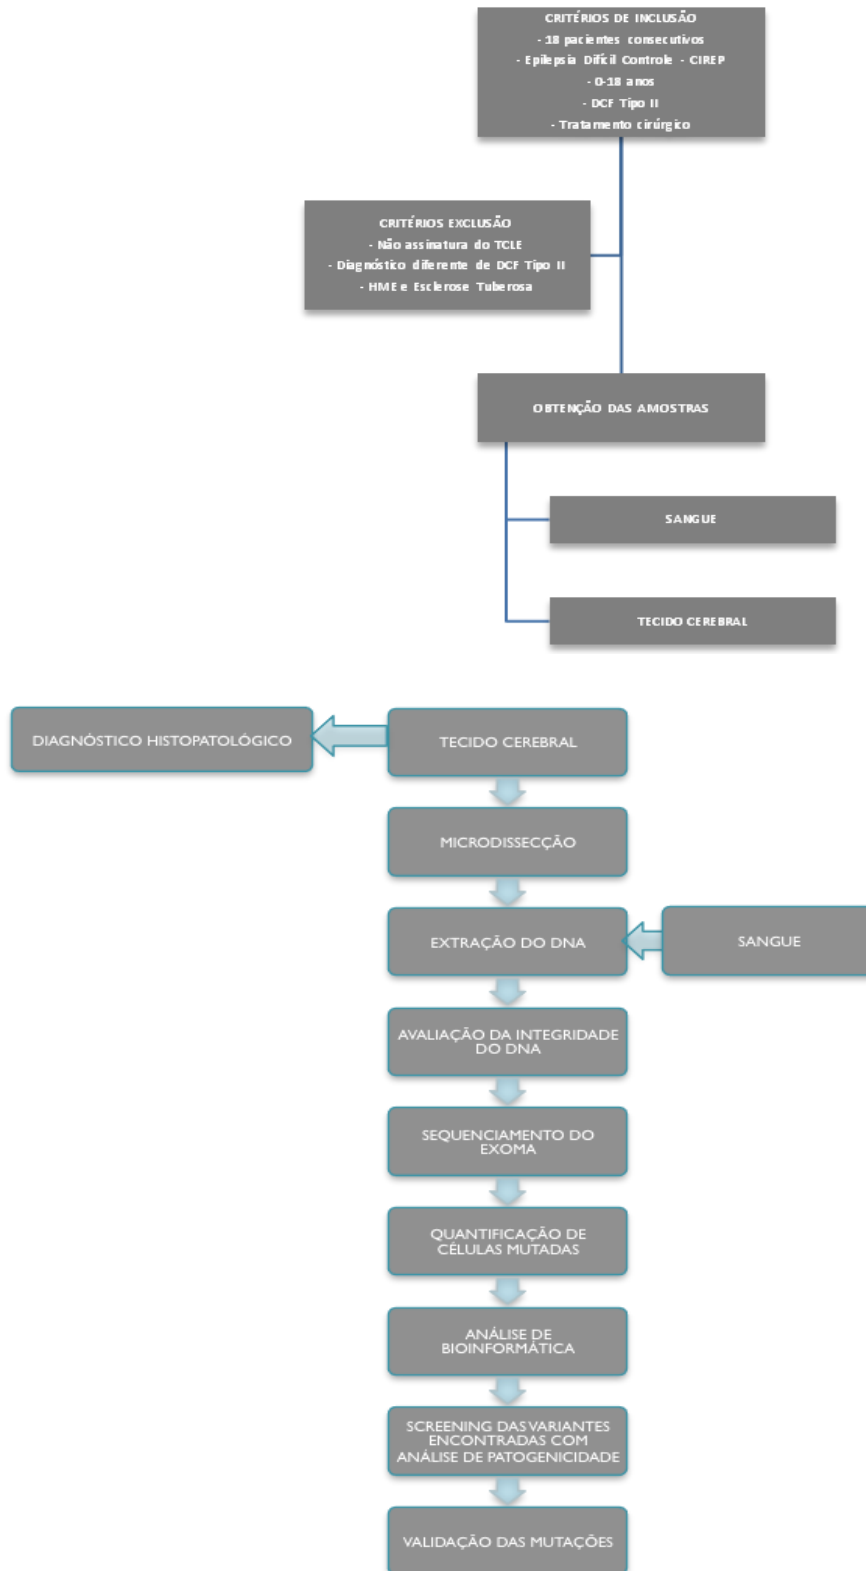 CRITÉRIOS DE INCLUSÃO
- 18 pacientes consecutivos
- Epilepsia Difícil Controle - CIREP
- 0-18 anos
- DCF Tipo II
- Tratamento cirúrgico
CRITÉRIOS EXCLUSÃO
- Não assinatura do TCLE
- Diagnóstico diferente de DCF Tipo II
- HME e Esclerose Tuberosa
OBTENÇÃO DAS AMOSTRAS
SANGUE
TECIDO CEREBRAL
DIAGNÓSTICO HISTOPATOLÓGICO
TECIDO CEREBRAL
MICRODISSECÇÃO
EXTRAÇÃO DO DNA
SANGUE
AVALIAÇÃO DA INTEGRIDADE
DO DNA
SEQUENCIAMENTO DO
EXOMA
QUANTIFICAÇÃO DE
CÉLULAS MUTADAS
ANÁLISE DE
BIOINFORMÁTICA
SCREENING DAS VARIANTES
ENCONTRADAS COM
ANÁLISE DE PATOGENICIDADE
VALIDAÇÃO DAS MUTAÇÕES